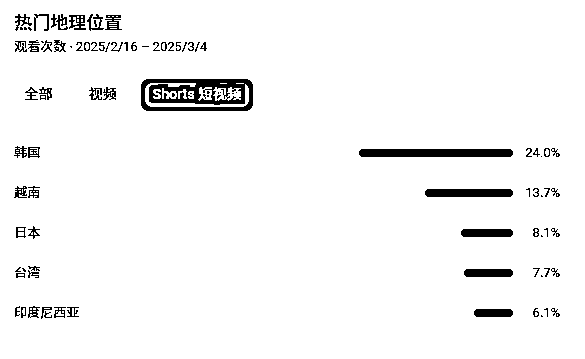 热门地理位置
观看次数 · 2025/2/16 – 2025/3/4
全部 视频 Shorts 短视频
韩国 24.0%
越南 13.7%
日本 8.1%
台湾 7.7%
印度尼西亚 6.1%